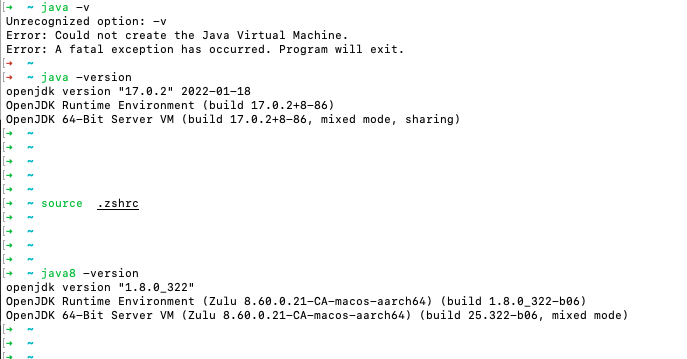 [→ ~ java -v
Unrecognized option: -v
Error: Could not create the Java Virtual Machine.
Error: A fatal exception has occurred. Program will exit.
[→ ~
[→ ~ java -version
openjdk version "17.0.2" 2022-01-18
OpenJDK Runtime Environment (build 17.0.2+8-86)
OpenJDK 64-Bit Server VM (build 17.0.2+8-86, mixed mode, sharing)
[→ ~
[→ ~
[→ ~
[→ ~
[→ ~
[→ ~ source .zshrc
[→ ~
[→ ~
[→ ~
[→ ~
[→ ~ java8 -version
openjdk version "1.8.0_322"
OpenJDK Runtime Environment (Zulu 8.60.0.21-CA-macos-aarch64) (build 1.8.0_322-b06)
OpenJDK 64-Bit Server VM (Zulu 8.60.0.21-CA-macos-aarch64) (build 25.322-b06, mixed mode)
[→ ~
[→ ~
[→ ~